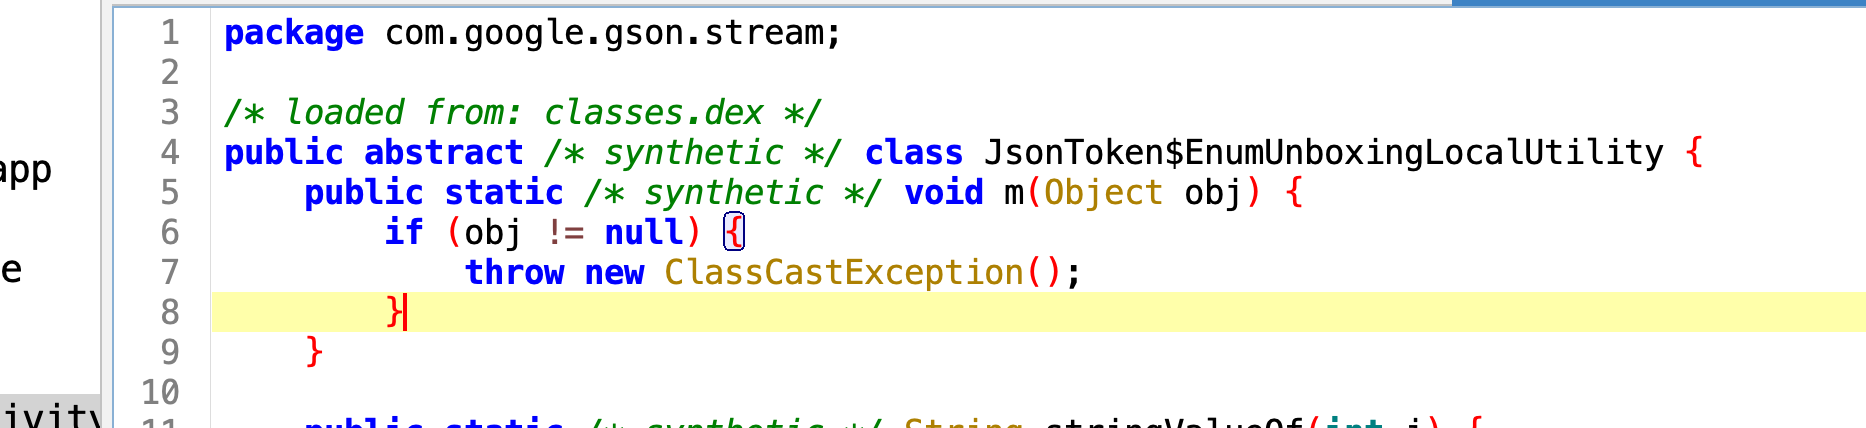 1 package com.google.gson.stream;
2
3 /* loaded from: classes.dex */
4 public abstract /* synthetic */ class JsonToken$EnumUnboxingLocalUtility {
app
5 public static /* synthetic */ void m(Object obj) {
6 if (obj != null) {
e
7 throw new ClassCastException();
8 }
9 }
10
ivity
11 public static /* synthetic */ String stringValueOf(int i) {